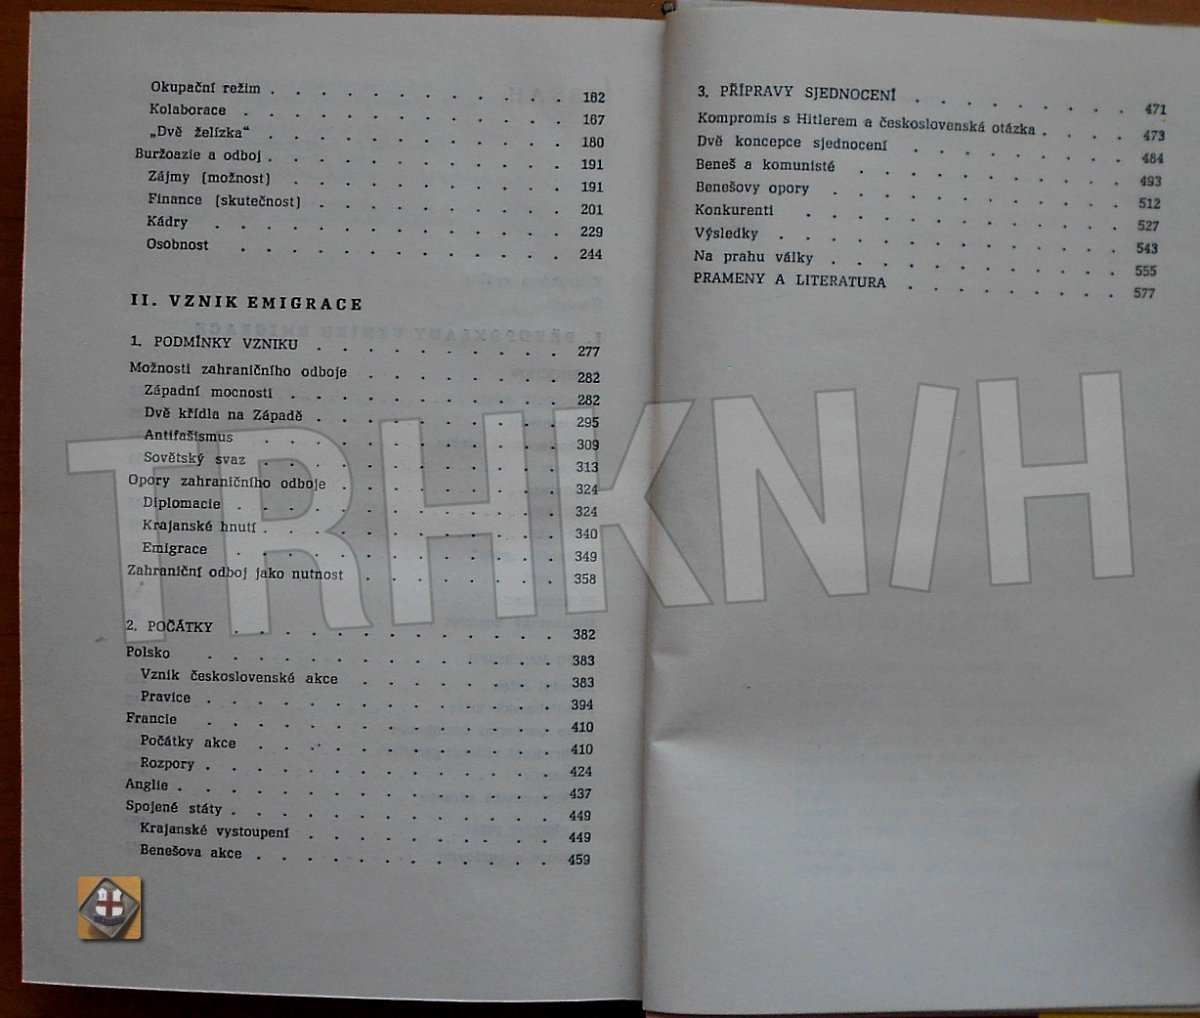 Okupační režim . . . . . . . . . . . . 162
Kolaborace . . . . . . . . . . . . . 167
„Dvě želízka“ . . . . . . . . . . . . 180
Buržoazie a odboj . . . . . . . . . . . . 191
Zájmy (možnost) . . . . . . . . . . . 191
Finance (skutečnost) . . . . . . . . . . 201
Kádry . . . . . . . . . . . . . . 229
Osobnost . . . . . . . . . . . . . 244
II. VZNIK EMIGRACE
1. PODMÍNKY VZNIKU . . . . . . . . . . 277
Možnosti zahraničního odboje . . . . . . . . 282
Západní mocnosti . . . . . . . . . . . 282
Dvě křídla na Západě . . . . . . . . . . 295
Antifašismus . . . . . . . . . . . . 309
Sovětský svaz . . . . . . . . . . . . 313
Opory zahraničního odboje . . . . . . . . . 324
Diplomacie . . . . . . . . . . . . . 324
Krajanské hnutí . . . . . . . . . . . . 340
Emigrace . . . . . . . . . . . . . 349
Zahraniční odboj jako nutnost . . . . . . . . 358
2. POČÁTKY . . . . . . . . . . . . . 382
Polsko . . . . . . . . . . . . . . 383
Vznik československé akce . . . . . . . . 383
Pravice . . . . . . . . . . . . . . 394
Francie . . . . . . . . . . . . . . 410
Počátky akce . . . . . . . . . . . . 410
Rozpory . . . . . . . . . . . . . . 424
Anglie . . . . . . . . . . . . . . . 437
Spojené státy . . . . . . . . . . . . . 449
Krajanské vystoupení . . . . . . . . . . 449
Benešova akce . . . . . . . . . . . . 459
3. PŘÍPRAVY SJEDNOCENÍ . . . . . . . . . 471
Kompromis s Hitlerem a československá otázka . . . . 473
Dvě koncepce sjednocení . . . . . . . . . 484
Beneš a komunisté . . . . . . . . . . . 493
Benešovy opory . . . . . . . . . . . . 512
Konkurenti . . . . . . . . . . . . . 527
Výsledky . . . . . . . . . . . . . . 543
Na prahu války . . . . . . . . . . . . 555
PRAMENY A LITERATURA . . . . . . . . . 577
TRHKNIH